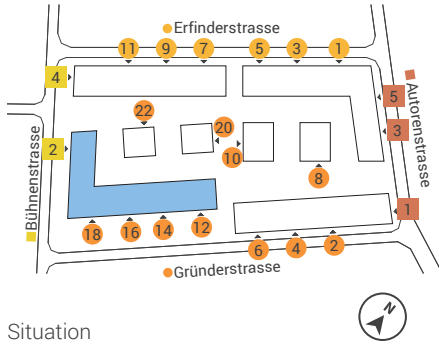 Erfinderstrasse
11 9 7 5 3 1
4
5
Autorenstrasse
22
20
3
2
10
8
Bühnenstrasse
1
18 16 14 12
6 4 2
Gründerstrasse
N
Situation